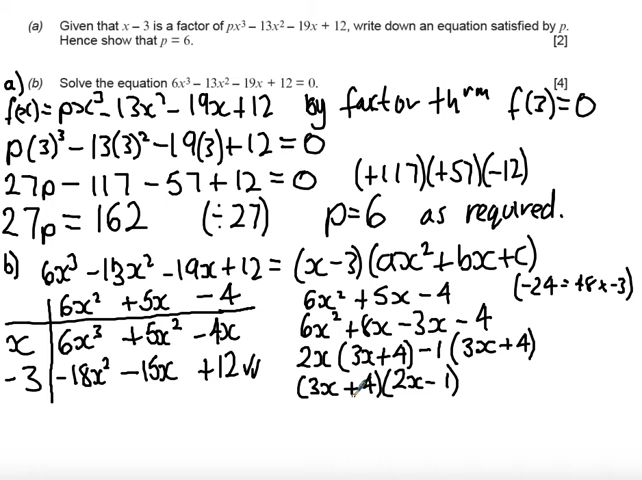 (a) Given that x – 3 is a factor of px³ – 13x² – 19x + 12, write down an equation satisfied by p.
Hence show that p = 6. [2]
a) (b) Solve the equation 6x³ – 13x² – 19x + 12 = 0. [4]
f(x) = px³ - 13x² - 19x + 12 by factor thrm f(3) = 0
p(3)³ - 13(3)² - 19(3) + 12 = 0
27p - 117 - 57 + 12 = 0 (+117)(+57)(-12)
27p = 162 (÷27) p = 6 as required.
b) 6x³ - 13x² - 19x + 12 = (x - 3)(ax² + bx + c)
6x² + 5x - 4
x 6x³ + 5x² - 4x
-3 -18x² - 15x + 12 ✓✓
6x² + 5x - 4 (-24 = +8 x -3)
6x² + 8x - 3x - 4
2x(3x + 4) - 1(3x + 4)
(3x + 4)(2x - 1)